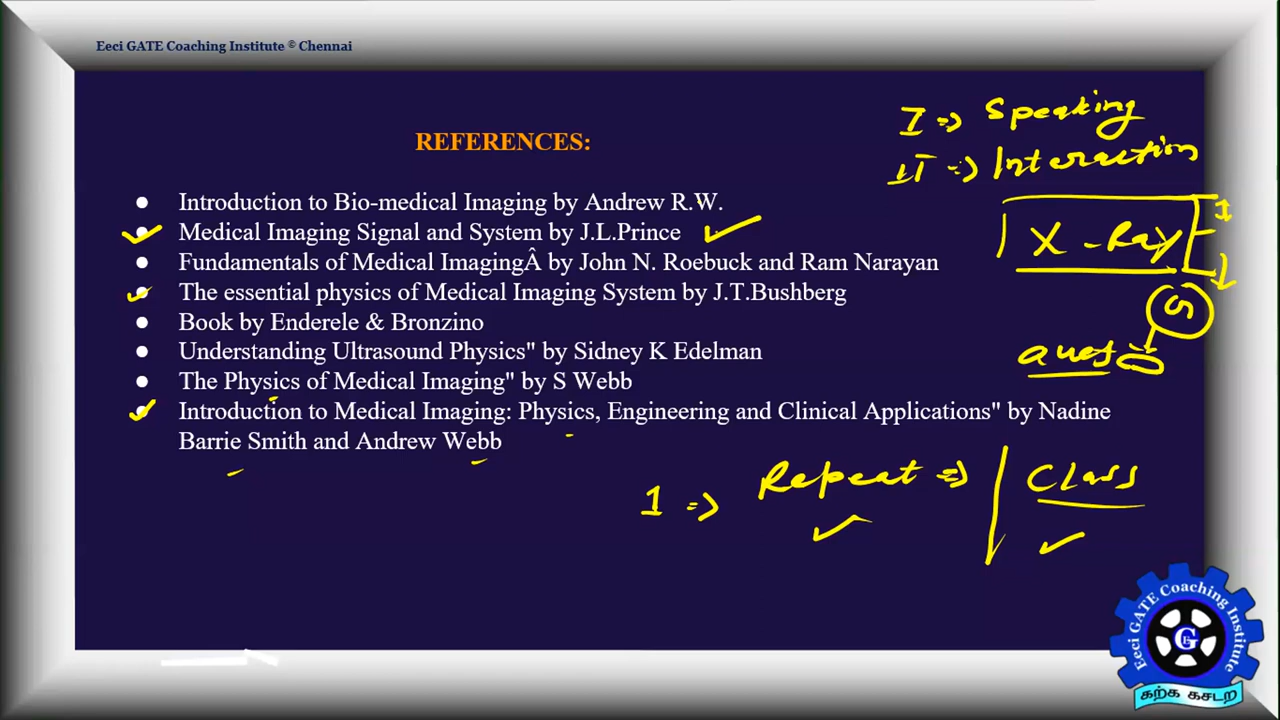 Eeci GATE Coaching Institute © Chennai
REFERENCES:
● Introduction to Bio-medical Imaging by Andrew R.W.
● Medical Imaging Signal and System by J.L.Prince
● Fundamentals of Medical ImagingÂ by John N. Roebuck and Ram Narayan
● The essential physics of Medical Imaging System by J.T.Bushberg
● Book by Enderele & Bronzino
● Understanding Ultrasound Physics" by Sidney K Edelman
● The Physics of Medical Imaging" by S Webb
● Introduction to Medical Imaging: Physics, Engineering and Clinical Applications" by Nadine
Barrie Smith and Andrew Webb
I => Speaking
II => Interaction
X-Ray
1
5
Ques
1 => Repeat => | Class
Eeci GATE Coaching Institute
EG
கற்க கசடற